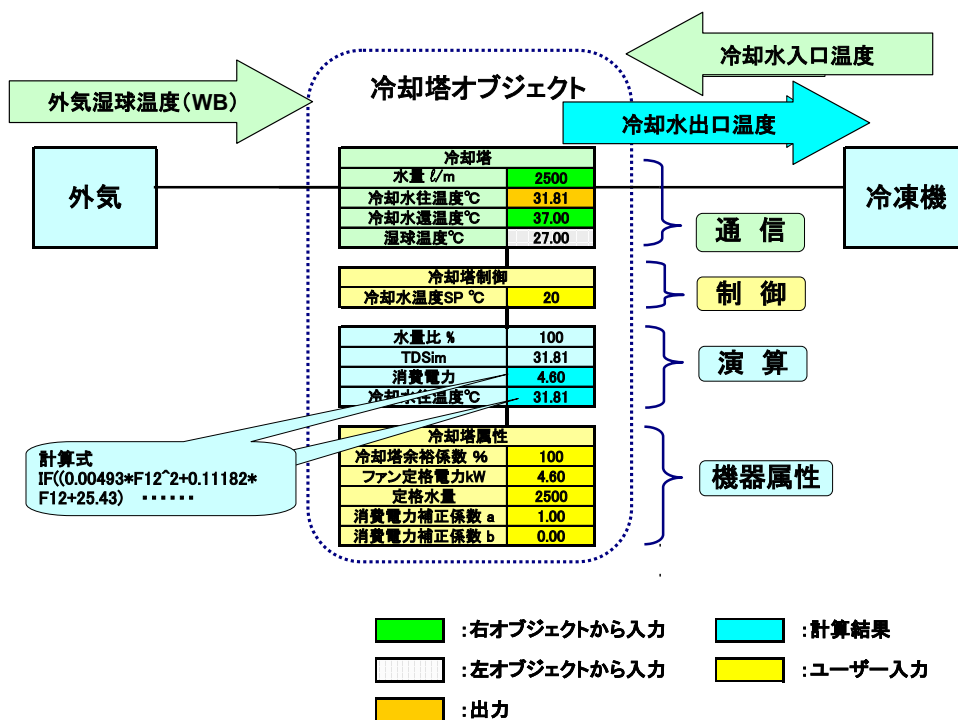 冷却水入口温度
冷却塔オブジェクト
外気湿球温度(WB)
冷却水出口温度
外気
冷凍機
冷却塔
水量 ℓ/m 2500
冷却水往温度℃ 31.81
冷却水還温度℃ 37.00
湿球温度℃ 27.00
通 信
冷却塔制御
冷却水温度SP ℃ 20
制 御
水量比 % 100
TDSim 31.81
消費電力 4.60
冷却水往温度℃ 31.81
演 算
計算式
IF((0.00493*F12^2+0.11182*
F12+25.43) ・・・・・・
冷却塔属性
冷却塔余裕係数 % 100
ファン定格電力kW 4.60
定格水量 2500
消費電力補正係数 a 1.00
消費電力補正係数 b 0.00
機器属性
:右オブジェクトから入力
:計算結果
:左オブジェクトから入力
:ユーザー入力
:出力